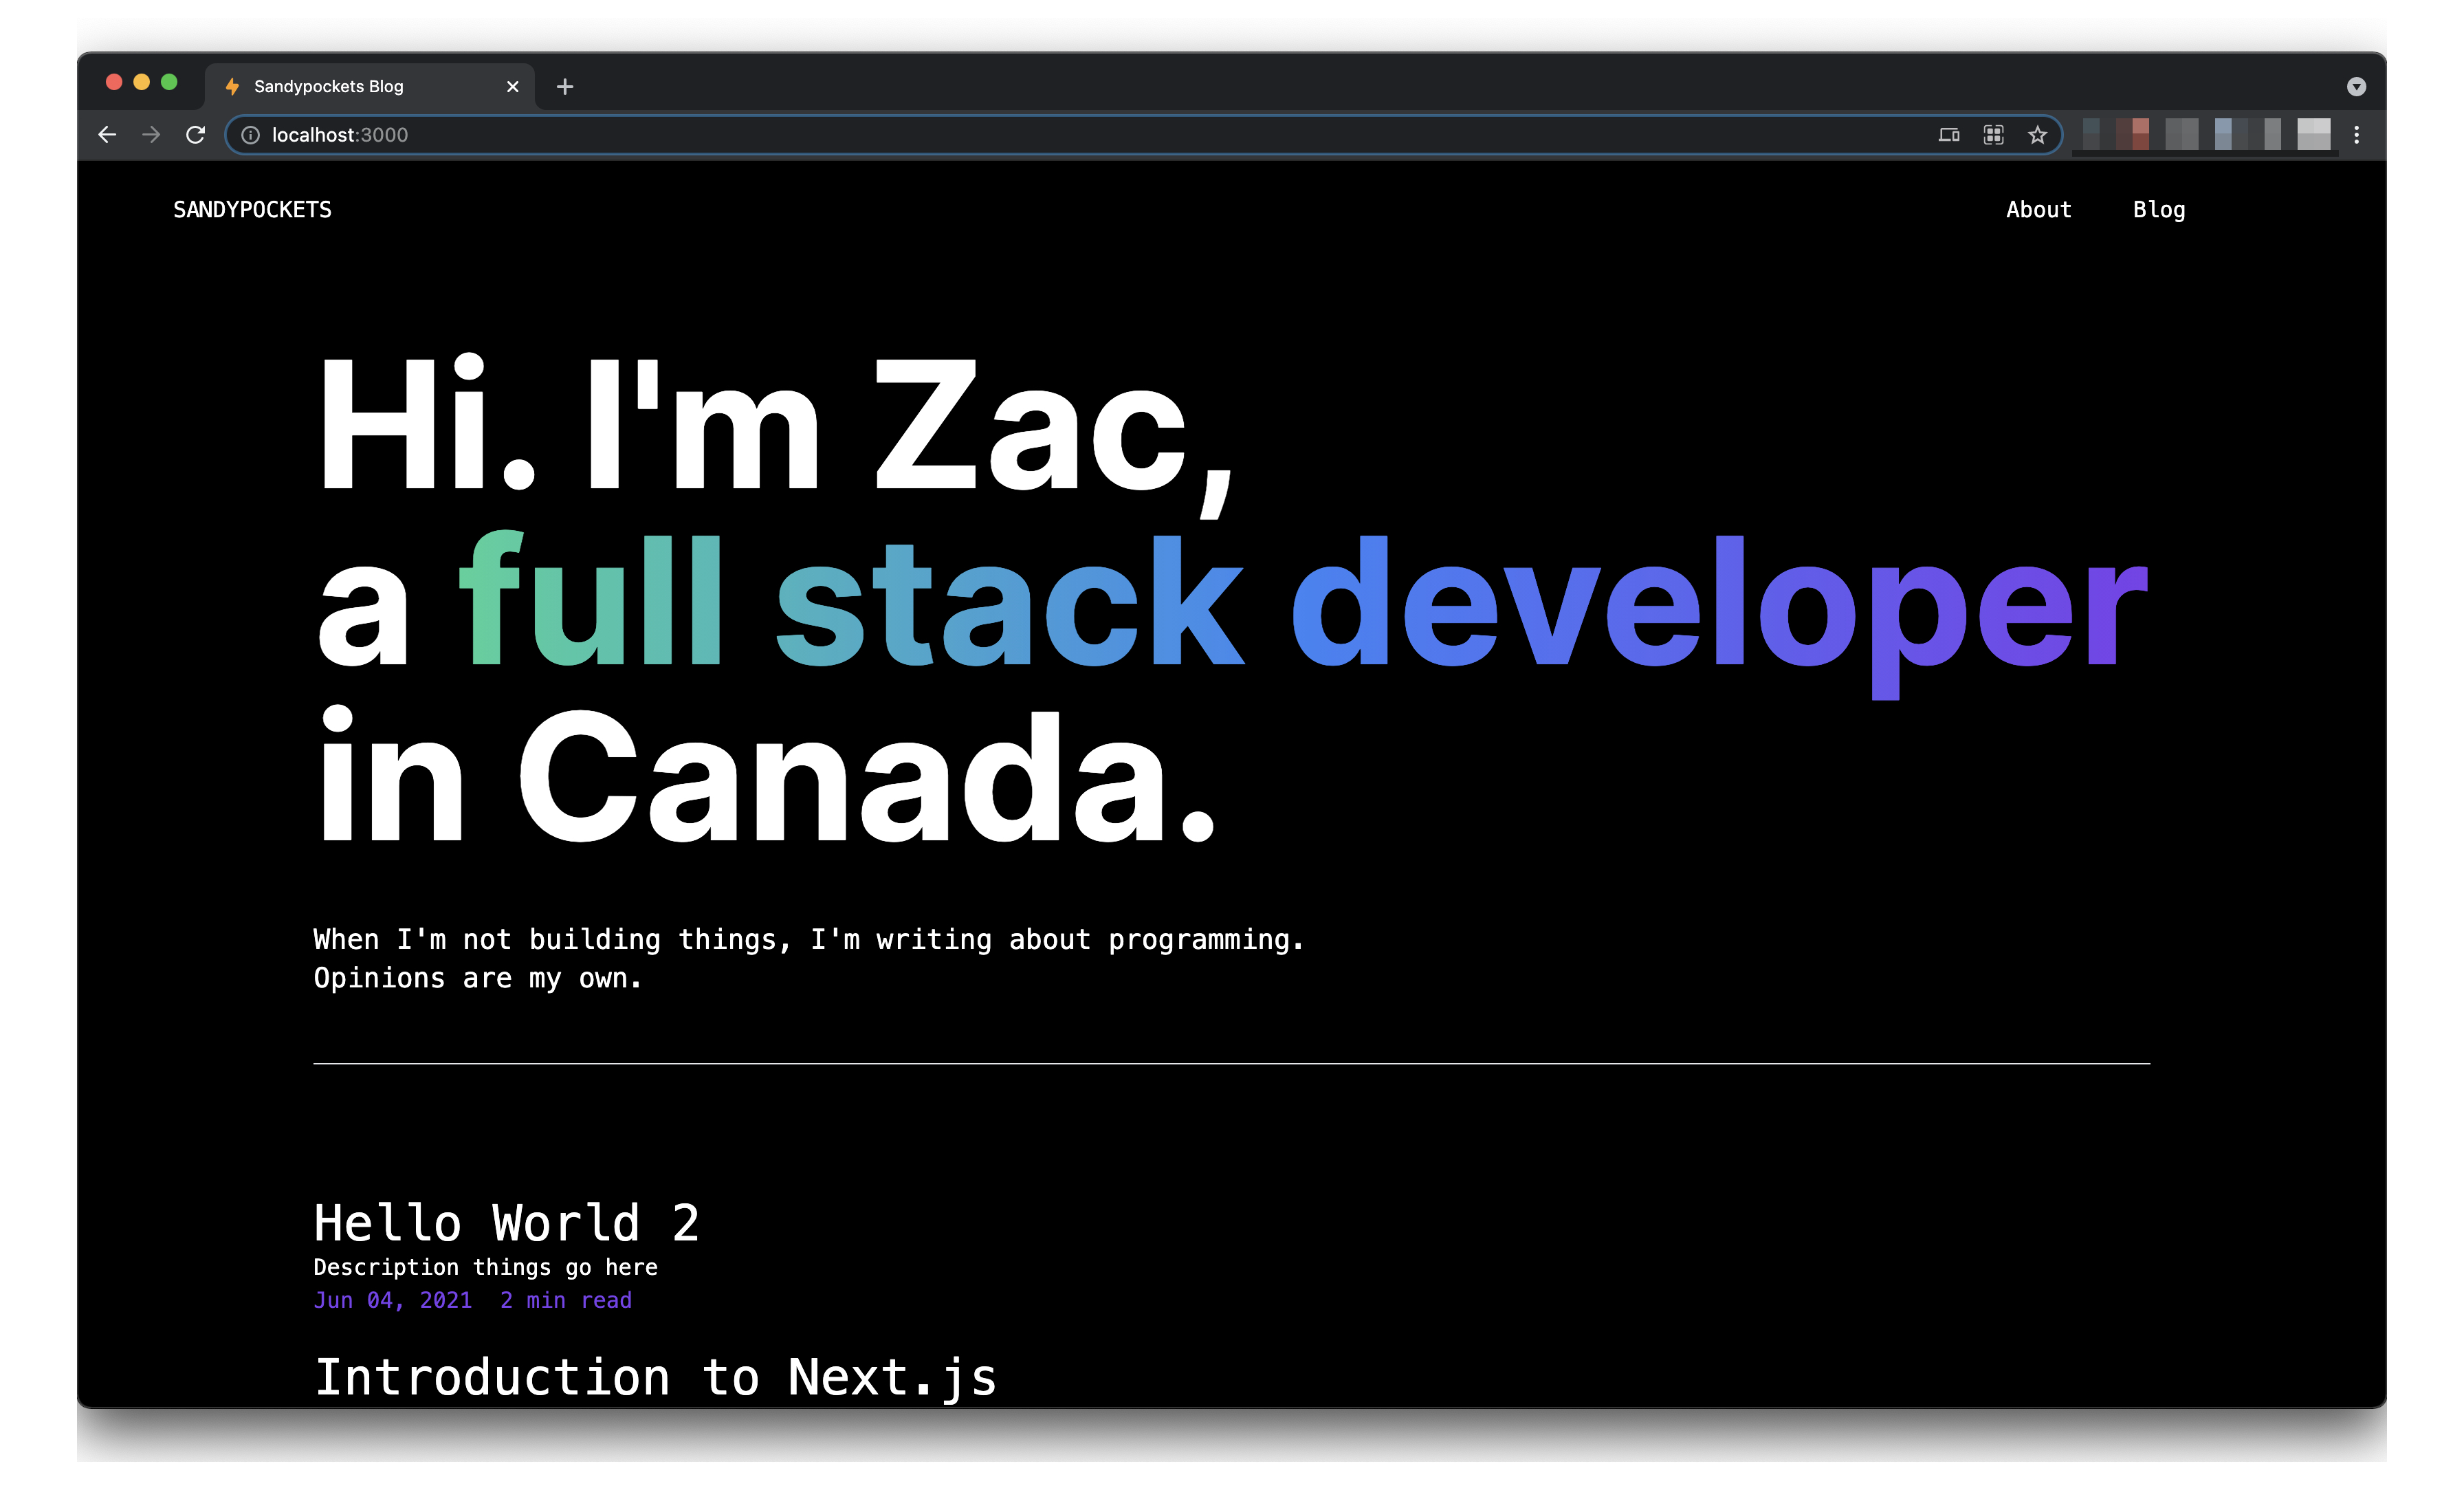 Sandypockets Blog
localhost:3000
SANDYPOCKETS
About
Blog
Hi. I'm Zac,
a full stack developer
in Canada.
When I'm not building things, I'm writing about programming.
Opinions are my own.
Hello World 2
Description things go here
Jun 04, 2021 2 min read
Introduction to Next.js